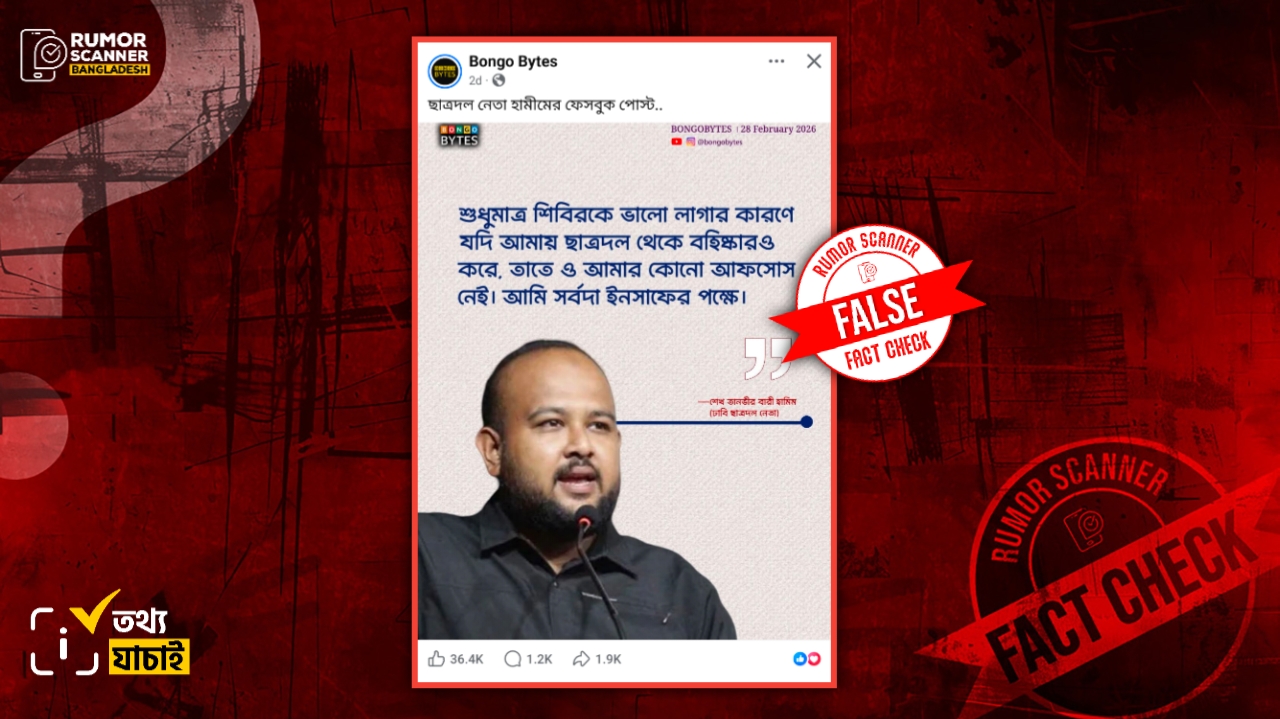 RUMOR
SCANNER
BANGLADESH
Bongo Bytes
2d
ছাত্রদল নেতা হামীমের ফেসবুক পোস্ট..
BONGO
BYTES
BONGOBYTES । 28 February 2026
@bongobytes
শুধুমাত্র শিবিরকে ভালো লাগার কারণে
যদি আমায় ছাত্রদল থেকে বহিষ্কারও
করে, তাতে ও আমার কোনো আফসোস
নেই। আমি সর্বদা ইনসাফের পক্ষে।
”
—শেখ তানভীর বারী হামিম
(ঢাবি ছাত্রদল নেতা)
RUMOR SCANNER
FALSE
FACT CHECK
36.4K 1.2K 1.9K
RUMOR SCANNER
FACT CHECK
i তথ্য
যাচাই